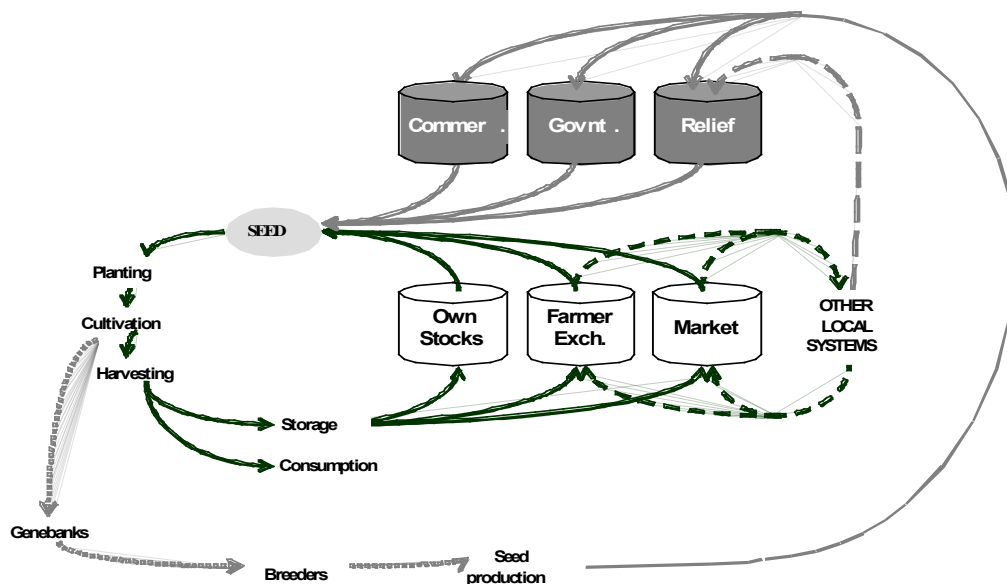 Commer .
Govnt .
Relief
SEED
Planting
Cultivation
Harvesting
Own
Stocks
Farmer
Exch.
Market
OTHER
LOCAL
SYSTEMS
Storage
Consumption
Genebanks
Breeders
Seed
production